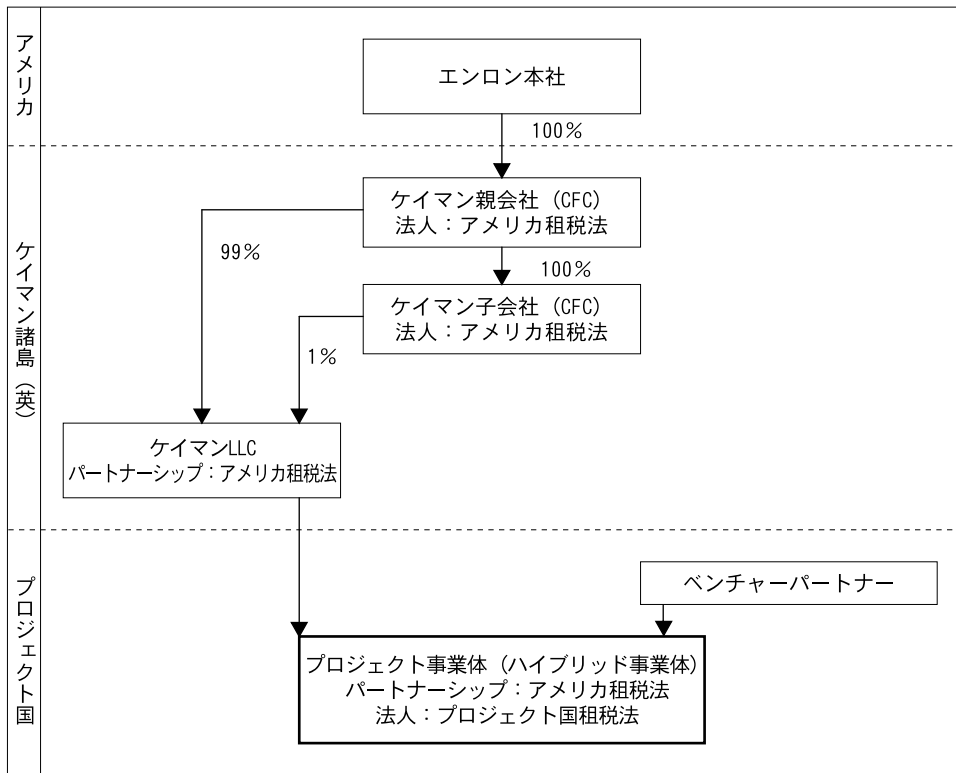 アメリカ
エンロン本社
100%
ケイマン諸島（英）
ケイマン親会社（CFC）
法人：アメリカ租税法
99%
100%
ケイマン子会社（CFC）
法人：アメリカ租税法
1%
ケイマンLLC
パートナーシップ：アメリカ租税法
プロジェクト国
ベンチャーパートナー
プロジェクト事業体（ハイブリッド事業体）
パートナーシップ：アメリカ租税法
法人：プロジェクト国租税法